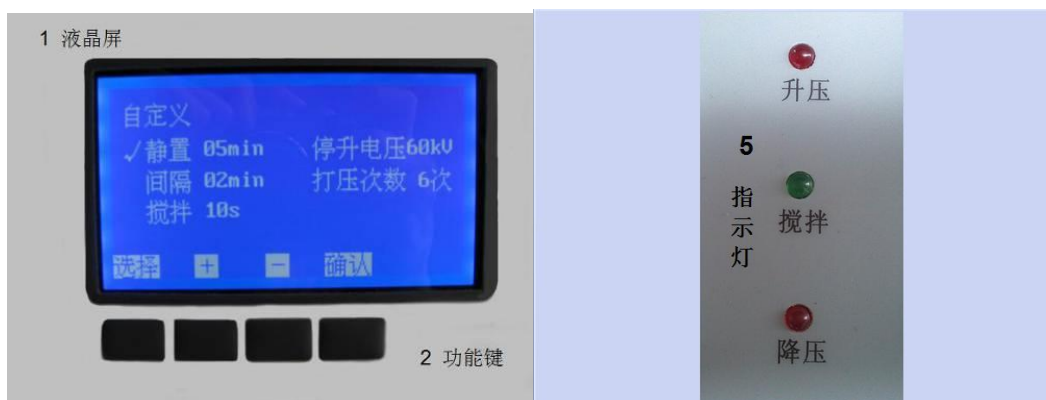 1 液晶屏
自定义
✓静置 05min 停升电压60kV
间隔 02min 打压次数 6次
搅拌 10s
选择 + - 确认
2 功能键
升压
5
指示灯
搅拌
降压